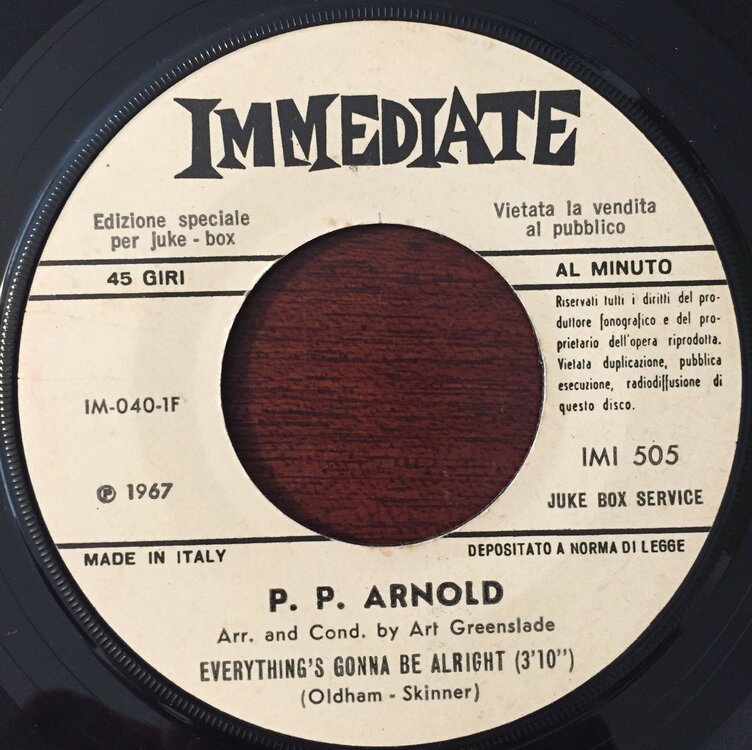 IMMEDIATE
Edizione speciale
per juke - box
Vietata la vendita
al pubblico
45 GIRI
AL MINUTO
Riservati tutti i diritti del pro-
duttore fonografico e del pro-
prietario dell'opera riprodotta.
Vietata duplicazione, pubblica
esecuzione, radiodiffusione di
questo disco.
IM-040-1F
IMI 505
℗ 1967
JUKE BOX SERVICE
MADE IN ITALY
DEPOSITATO A NORMA DI LEGGE
P. P. ARNOLD
Arr. and Cond. by Art Greenslade
EVERYTHING'S GONNA BE ALRIGHT (3'10")
(Oldham - Skinner)